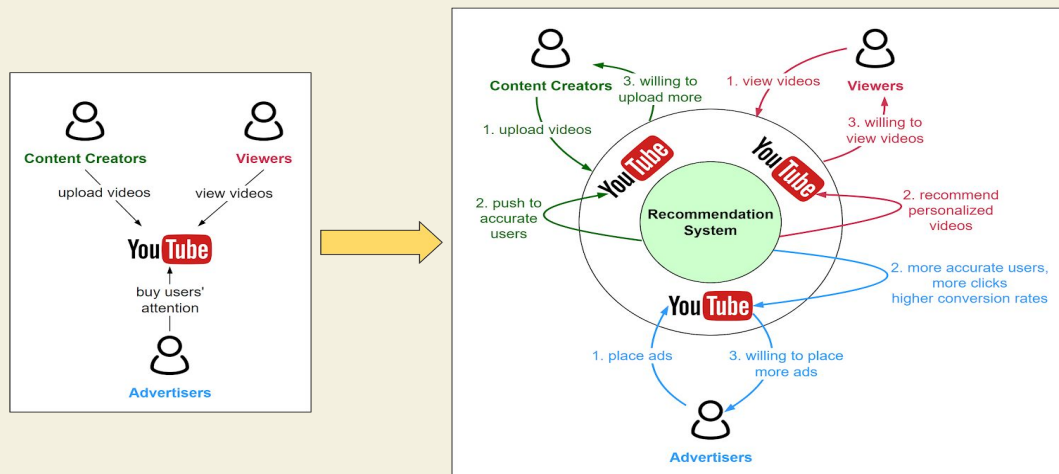 Content Creators
Viewers
upload videos
view videos
YouTube
buy users'
attention
Advertisers
Content Creators
3. willing to
upload more
1. upload videos
1. view videos
Viewers
3. willing to
view videos
YouTube
YouTube
2. push to
accurate
users
Recommendation
System
2. recommend
personalized
videos
2. more accurate users,
more clicks
higher conversion rates
YouTube
1. place ads
3. willing to place
more ads
Advertisers